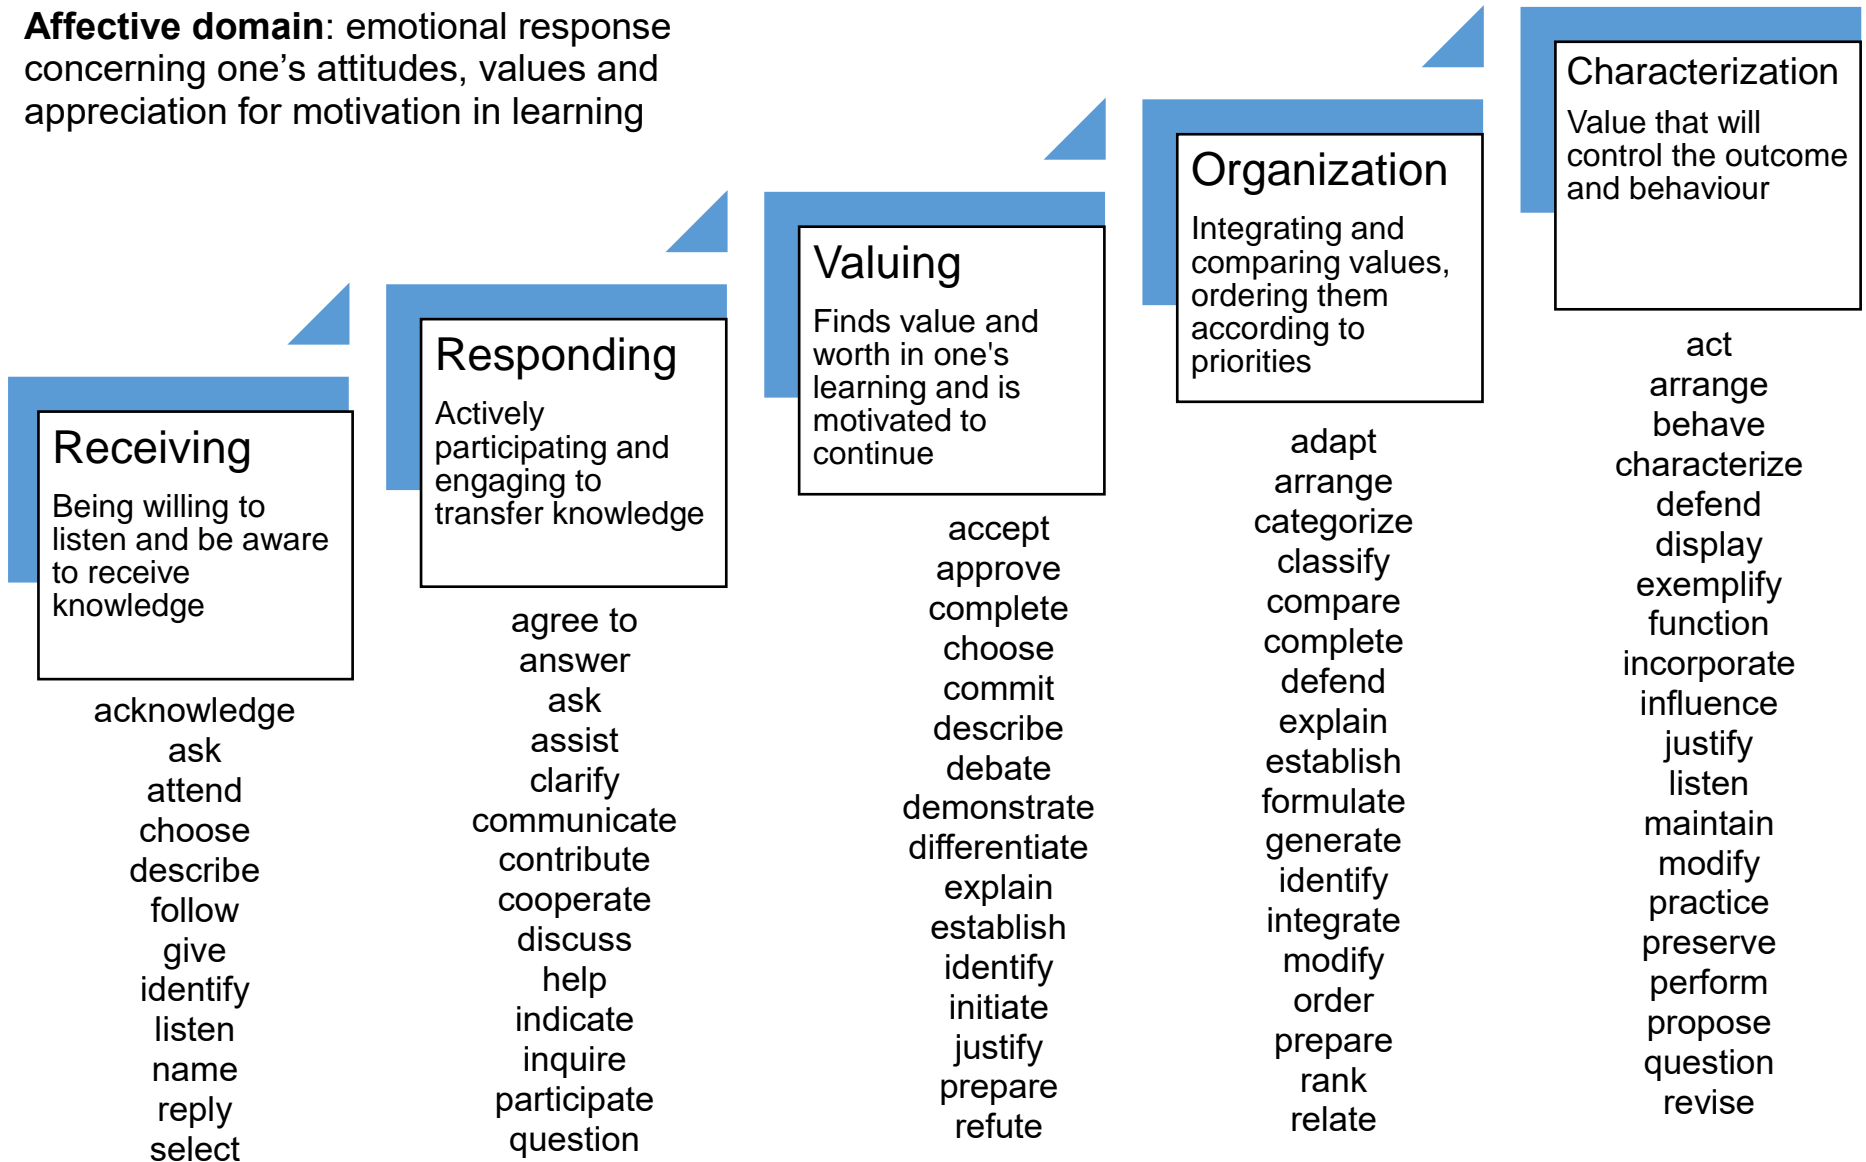 Affective domain: emotional response
concerning one’s attitudes, values and
appreciation for motivation in learning
Receiving
Being willing to
listen and be aware
to receive
knowledge
acknowledge
ask
attend
choose
describe
follow
give
identify
listen
name
reply
select
Responding
Actively
participating and
engaging to
transfer knowledge
agree to
answer
ask
assist
clarify
communicate
contribute
cooperate
discuss
help
indicate
inquire
participate
question
Valuing
Finds value and
worth in one's
learning and is
motivated to
continue
accept
approve
complete
choose
commit
describe
debate
demonstrate
differentiate
explain
establish
identify
initiate
justify
prepare
refute
Organization
Integrating and
comparing values,
ordering them
according to
priorities
adapt
arrange
categorize
classify
compare
complete
defend
explain
establish
formulate
generate
identify
integrate
modify
order
prepare
rank
relate
Characterization
Value that will
control the outcome
and behaviour
act
arrange
behave
characterize
defend
display
exemplify
function
incorporate
influence
justify
listen
maintain
modify
practice
preserve
perform
propose
question
revise